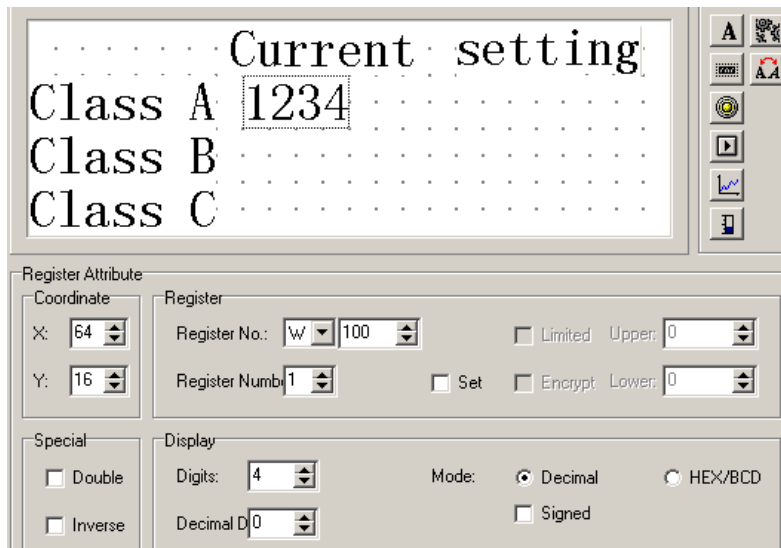 Current setting
Class A 1234
Class B
Class C
A
A A
Register Attribute
Coordinate
X: 64
Y: 16
Register
Register No.: W 100
Limited Upper: 0
Register Numb 1
Set
Encrypt Lower: 0
Special
Double
Inverse
Display
Digits: 4
Mode: Decimal HEX/BCD
Decimal D 0
Signed